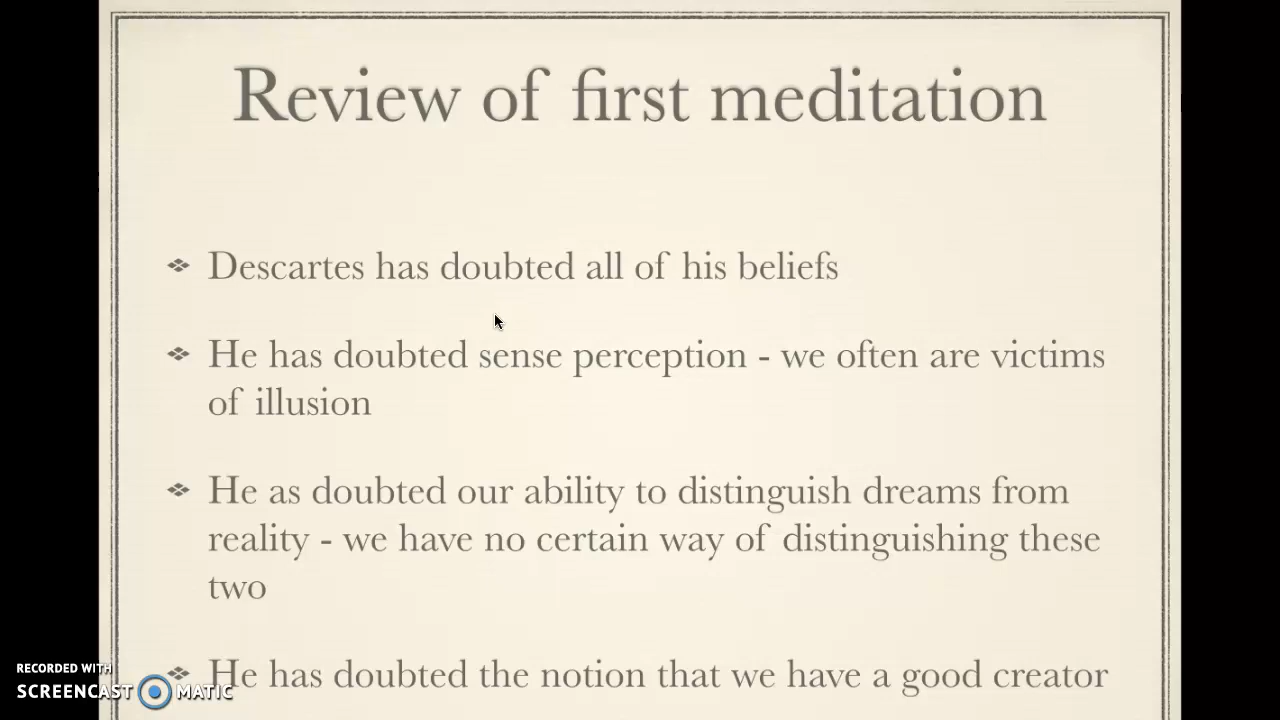 Review of first meditation
Descartes has doubted all of his beliefs
He has doubted sense perception - we often are victims
of illusion
He as doubted our ability to distinguish dreams from
reality - we have no certain way of distinguishing these
two
He has doubted the notion that we have a good creator
RECORDED WITH
SCREENCAST MATIC